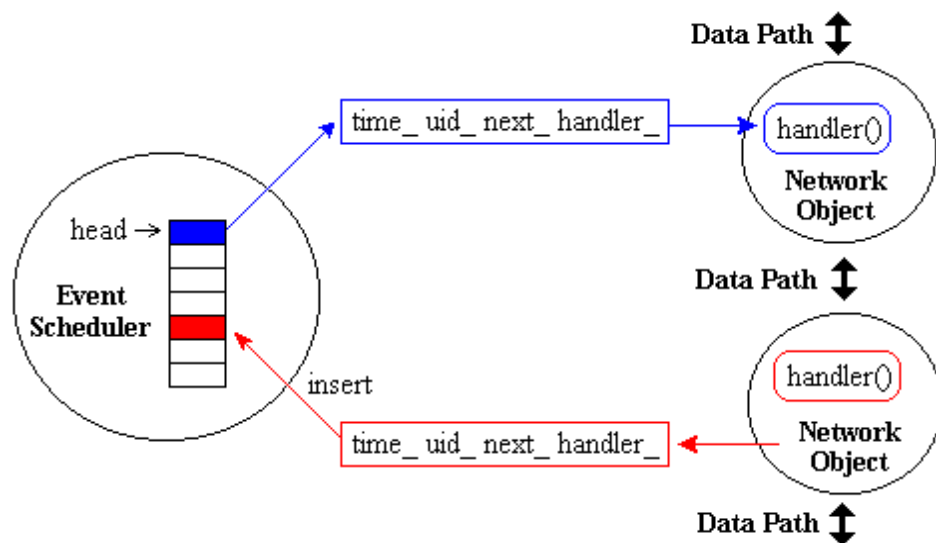 Data Path
time_ uid_ next_ handler_
handler()
Network
Object
head
Event
Scheduler
Data Path
insert
handler()
time_ uid_ next_ handler_
Network
Object
Data Path